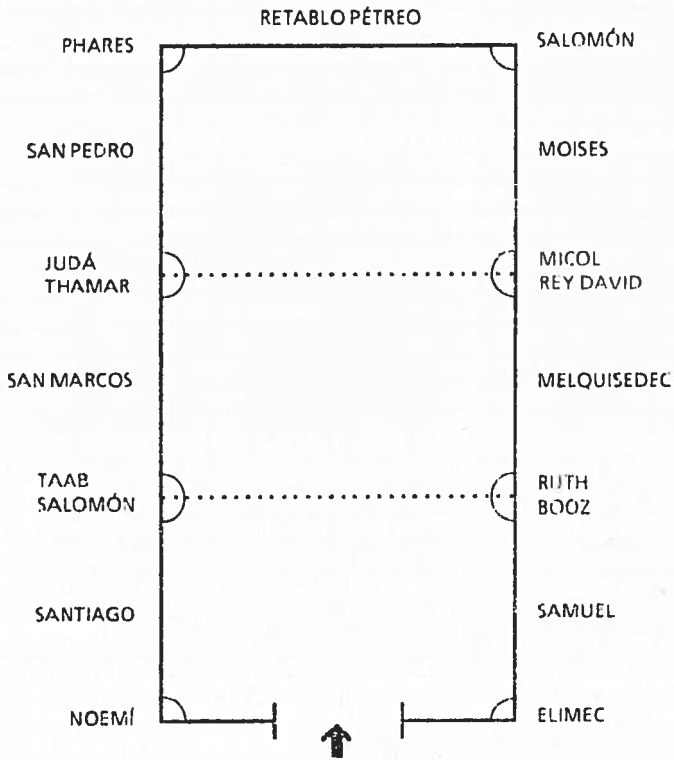 RETABLO PÉTREO
PHARES
SALOMÓN
SAN PEDRO
MOISES
JUDÁ
THAMAR
MICOL
REY DAVID
SAN MARCOS
MELQUISEDEC
TAAB
SALOMÓN
RUTH
BOOZ
SANTIAGO
SAMUEL
NOEMÍ
ELIMEC